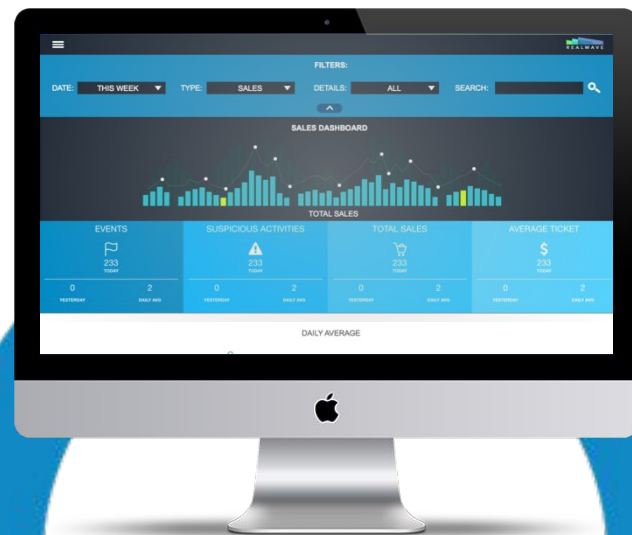 REALWAVE
FILTERS:
DATE: THIS WEEK TYPE: SALES DETAILS: ALL SEARCH:
SALES DASHBOARD
TOTAL SALES
EVENTS SUSPICIOUS ACTIVITIES TOTAL SALES AVERAGE TICKET
$
233 233 233 233
TODAY TODAY TODAY TODAY
0 2 0 2 0 2 0 2
YESTERDAY DAILY AVG YESTERDAY DAILY AVG YESTERDAY DAILY AVG YESTERDAY DAILY AVG
DAILY AVERAGE